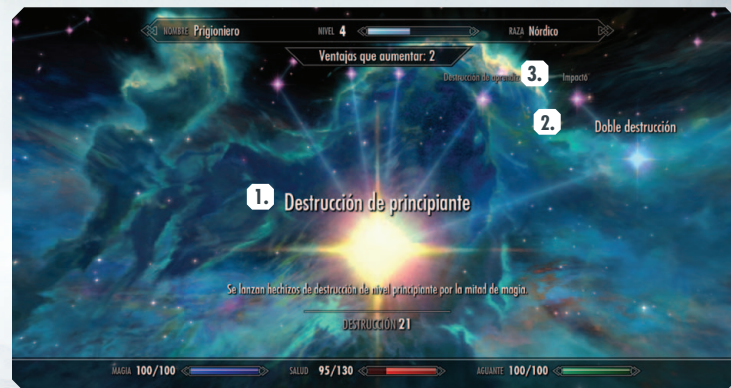 NOMBRE Prigioniero NIVEL 4 RAZA Nórdico
Ventajas que aumentar: 2
Destrucción de aprendiz 3. Impacto
2. Doble destrucción
1. Destrucción de principiante
Se lanzan hechizos de destrucción de nivel principiante por la mitad de magia.
DESTRUCCIÓN 21
MAGIA 100/100 SALUD 95/130 AGUANTE 100/100